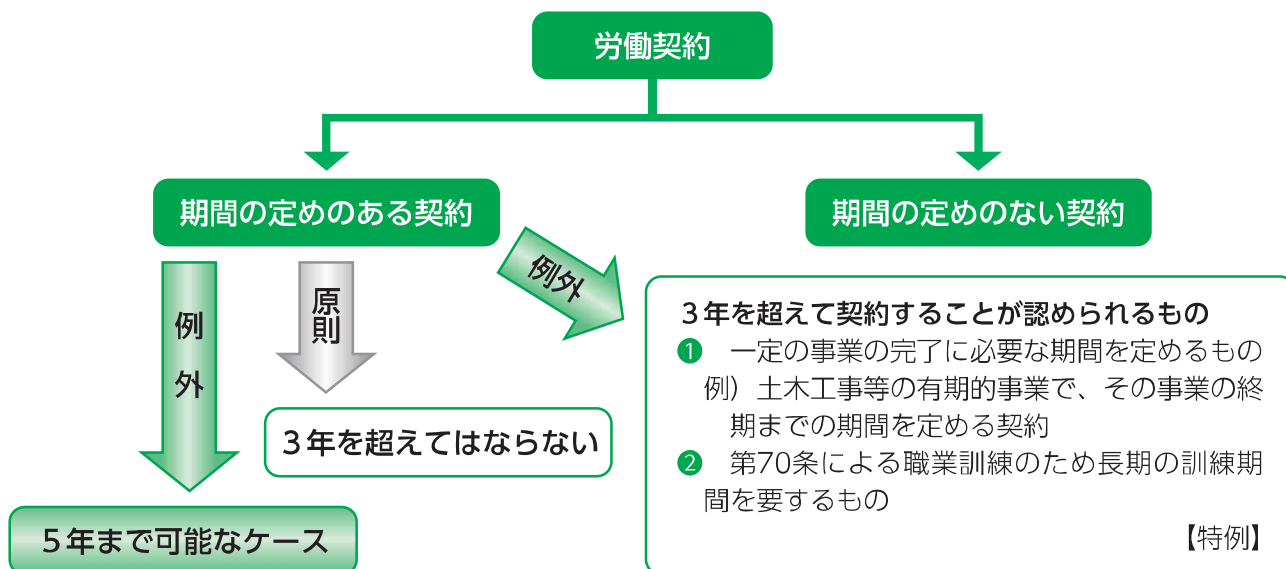 労働契約
期間の定めのある契約
期間の定めのない契約
例外
原則
例外
3年を超えてはならない
5年まで可能なケース
3年を超えて契約することが認められるもの
❶ 一定の事業の完了に必要な期間を定めるもの
例）土木工事等の有期的事業で、その事業の終
期までの期間を定める契約
❷ 第70条による職業訓練のため長期の訓練期
間を要するもの
【特例】